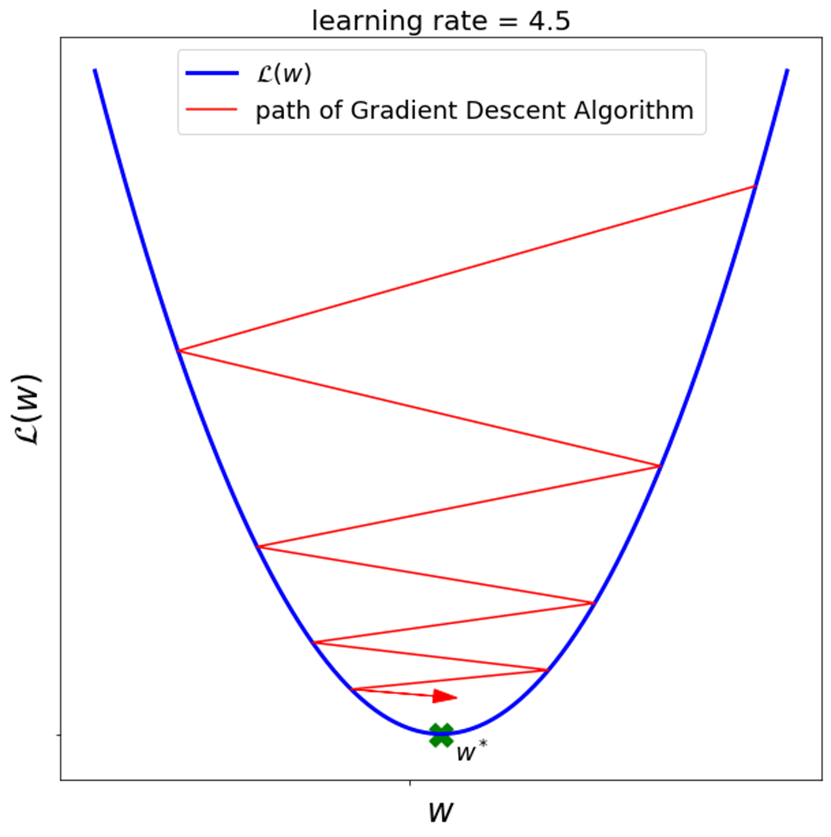 learning rate = 4.5
ℒ(w)
path of Gradient Descent Algorithm
ℒ(w)
w*
w